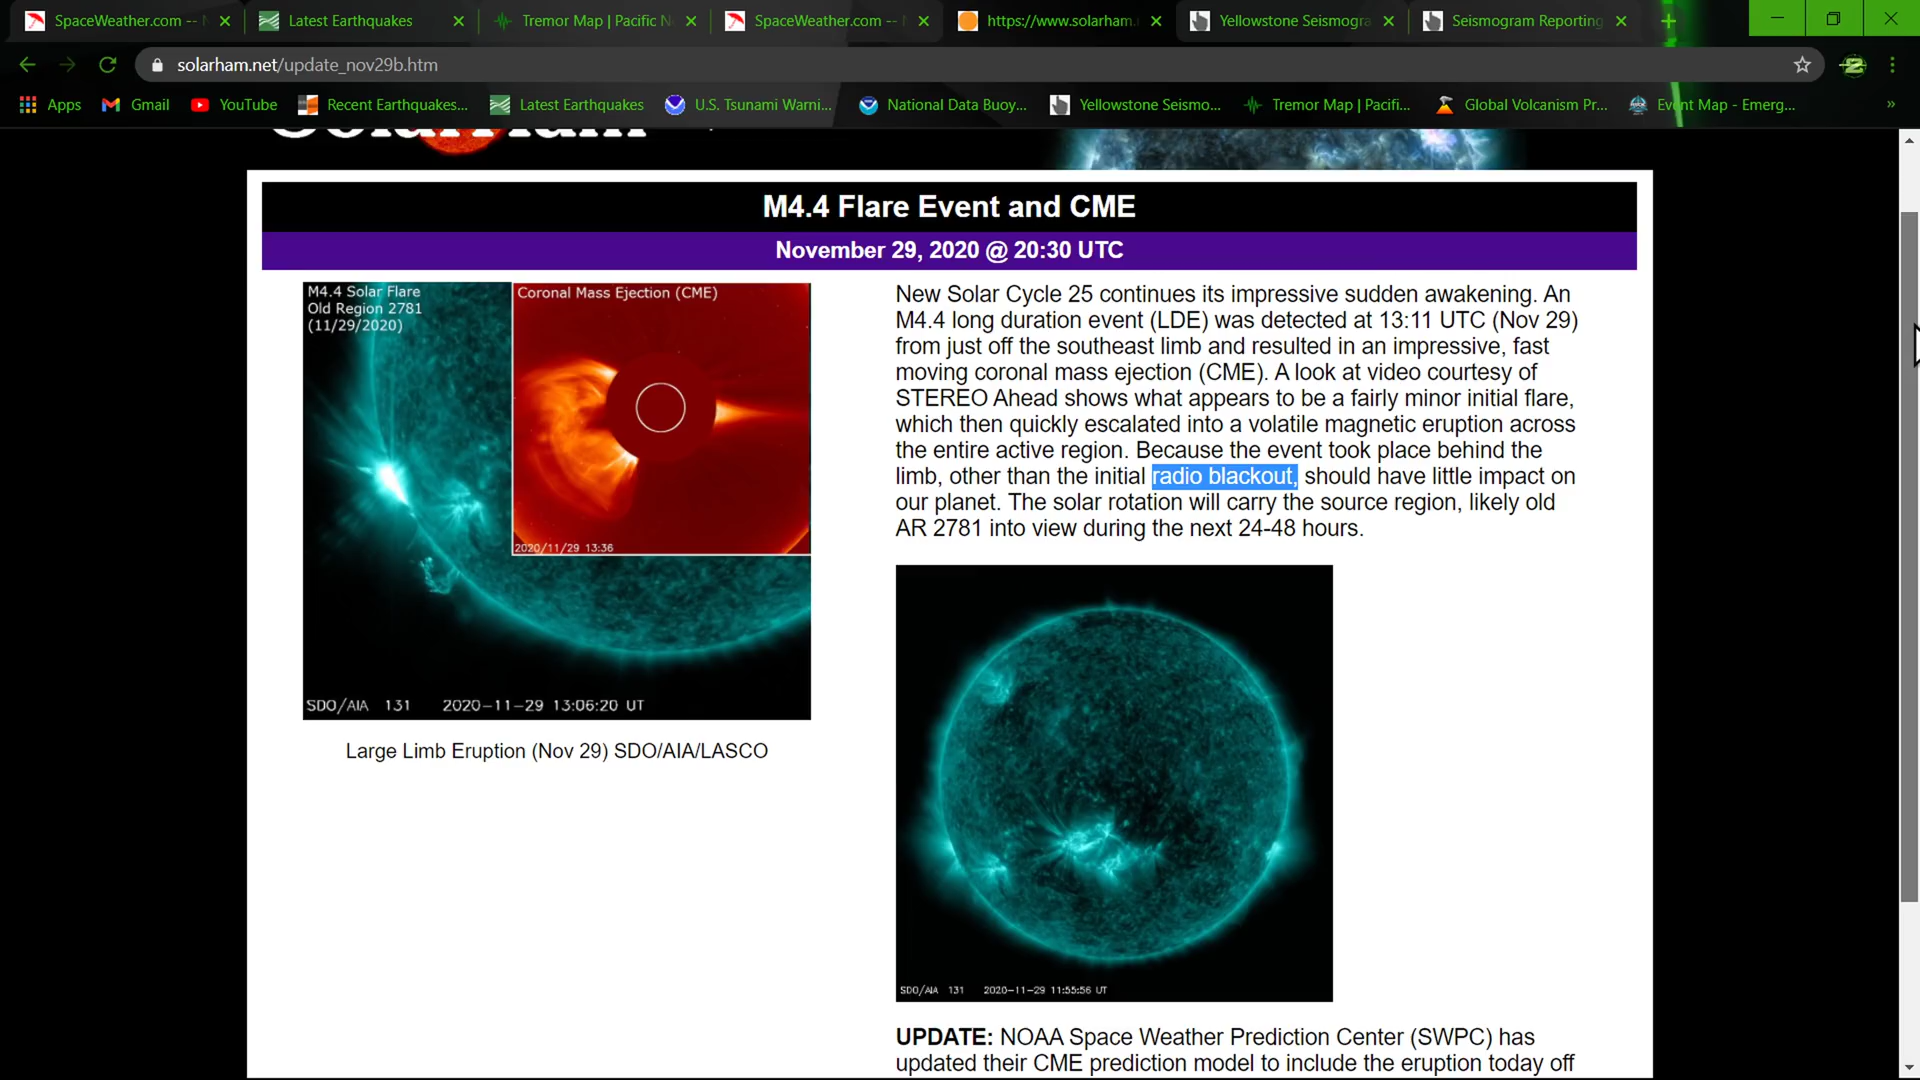 SpaceWeather.com --
Latest Earthquakes
Tremor Map | Pacific N
SpaceWeather.com --
https://www.solarham.
Yellowstone Seismogra
Seismogram Reporting
solarham.net/update_nov29b.htm
Apps
Gmail
YouTube
Recent Earthquakes...
Latest Earthquakes
U.S. Tsunami Warni...
National Data Buoy...
Yellowstone Seismo...
Tremor Map | Pacifi...
Global Volcanism Pr...
Event Map - Emerg...
»
SolarHam
M4.4 Flare Event and CME
November 29, 2020 @ 20:30 UTC
M4.4 Solar Flare
Old Region 2781
(11/29/2020)
Coronal Mass Ejection (CME)
2020/11/29 13:36
SDO/AIA 131 2020-11-29 13:06:20 UT
Large Limb Eruption (Nov 29) SDO/AIA/LASCO
New Solar Cycle 25 continues its impressive sudden awakening. An
M4.4 long duration event (LDE) was detected at 13:11 UTC (Nov 29)
from just off the southeast limb and resulted in an impressive, fast
moving coronal mass ejection (CME). A look at video courtesy of
STEREO Ahead shows what appears to be a fairly minor initial flare,
which then quickly escalated into a volatile magnetic eruption across
the entire active region. Because the event took place behind the
limb, other than the initial radio blackout, should have little impact on
our planet. The solar rotation will carry the source region, likely old
AR 2781 into view during the next 24-48 hours.
SDO/AIA 131 2020-11-29 11:55:56 UT
UPDATE: NOAA Space Weather Prediction Center (SWPC) has
updated their CME prediction model to include the eruption today off